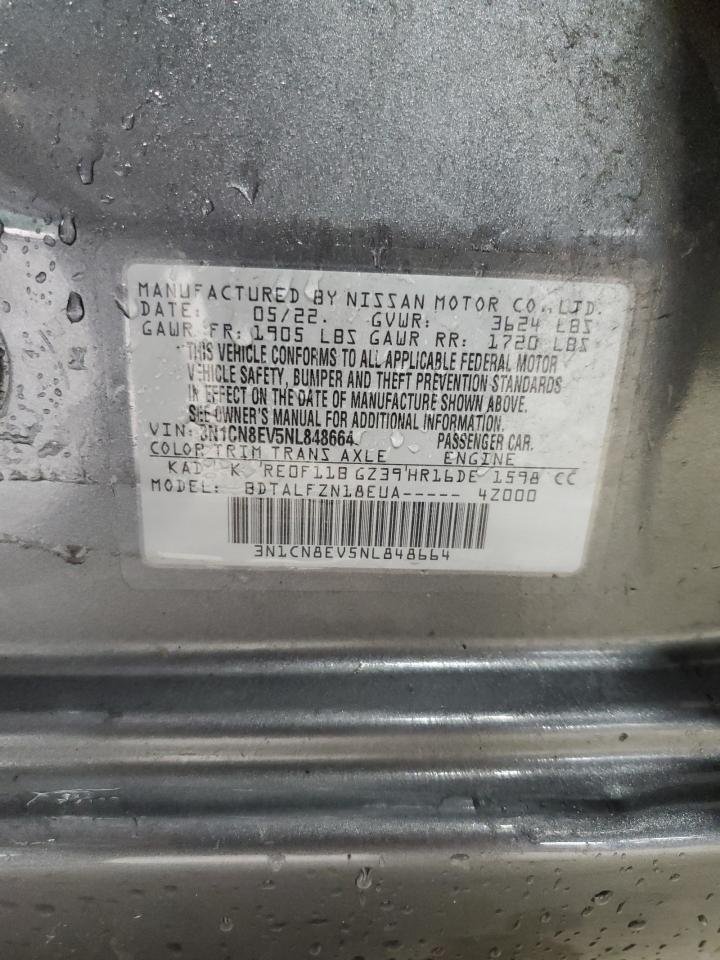 MANUFACTURED BY NISSAN MOTOR CO., LTD.
DATE: 05/22. GVWR: 3624 LBS
GAWR FR: 1905 LBS GAWR RR: 1720 LBS
THIS VEHICLE CONFORMS TO ALL APPLICABLE FEDERAL MOTOR
VEHICLE SAFETY, BUMPER AND THEFT PREVENTION STANDARDS
IN EFFECT ON THE DATE OF MANUFACTURE SHOWN ABOVE.
SEE OWNER'S MANUAL FOR ADDITIONAL INFORMATION.
VIN: 3N1CN8EV5NL848664 PASSENGER CAR.
COLOR TRIM TRANS AXLE ENGINE
KAD K RE0F11B GZ39 HR16DE 1598 CC
MODEL: BDTALFZN18EUA----- 4Z000
3N1CN8EV5NL848664